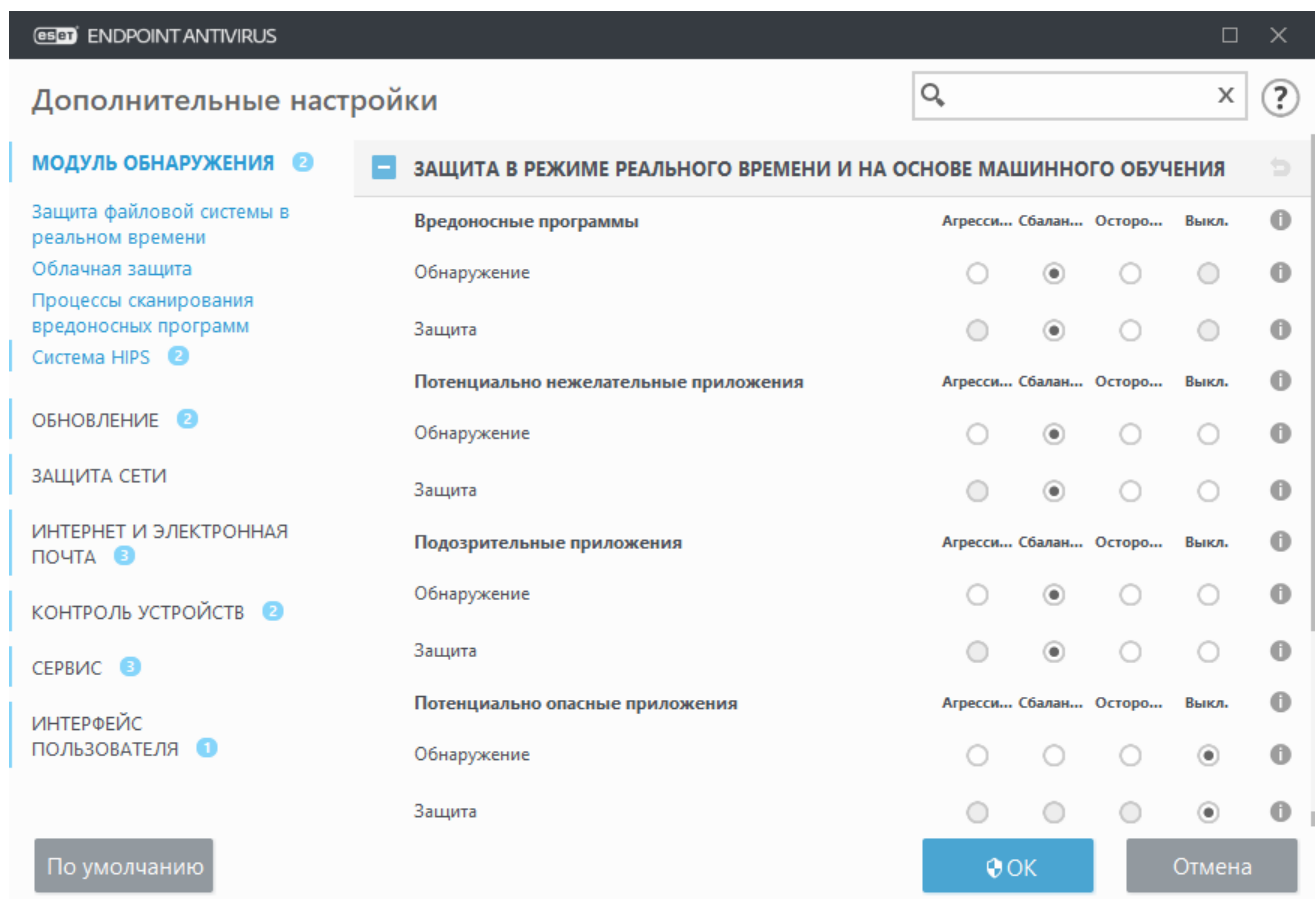 eset ENDPOINT ANTIVIRUS
Дополнительные настройки
x
?
МОДУЛЬ ОБНАРУЖЕНИЯ 2
Защита файловой системы в
реальном времени
Облачная защита
Процессы сканирования
вредоносных программ
Система HIPS 2
ОБНОВЛЕНИЕ 2
ЗАЩИТА СЕТИ
ИНТЕРНЕТ И ЭЛЕКТРОННАЯ
ПОЧТА 3
КОНТРОЛЬ УСТРОЙСТВ 2
СЕРВИС 3
ИНТЕРФЕЙС
ПОЛЬЗОВАТЕЛЯ 1
ЗАЩИТА В РЕЖИМЕ РЕАЛЬНОГО ВРЕМЕНИ И НА ОСНОВЕ МАШИННОГО ОБУЧЕНИЯ
Вредоносные программы Агресси... Сбалан... Осторо... Выкл.
Обнаружение
Защита
Потенциально нежелательные приложения Агресси... Сбалан... Осторо... Выкл.
Обнаружение
Защита
Подозрительные приложения Агресси... Сбалан... Осторо... Выкл.
Обнаружение
Защита
Потенциально опасные приложения Агресси... Сбалан... Осторо... Выкл.
Обнаружение
Защита
По умолчанию
ОК
Отмена